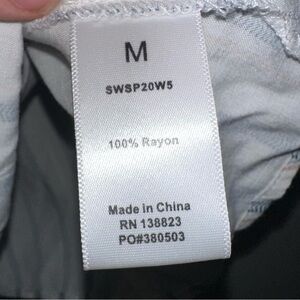 M
SWSP20W5
100% Rayon
Made in China
RN 138823
PO#380503